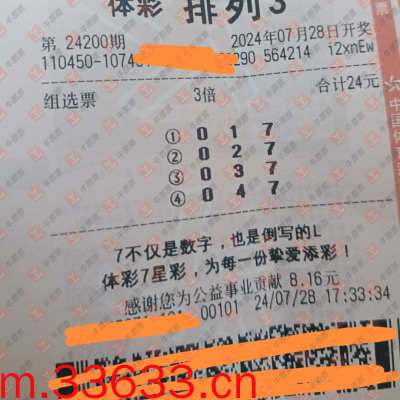 体彩 排列3
第 24200期 2024年07月28日开奖
110450-1074 290 564214 i2xnEw
组选票 3倍 合计24元
① 0 1 7
② 0 2 7
③ 0 3 7
④ 0 4 7
7不仅是数字，也是倒写的L
体彩7星彩，为每一份挚爱添彩！
感谢您为公益事业贡献 8.16元
00101 24/07/28 17:33:34
m.33633.cn